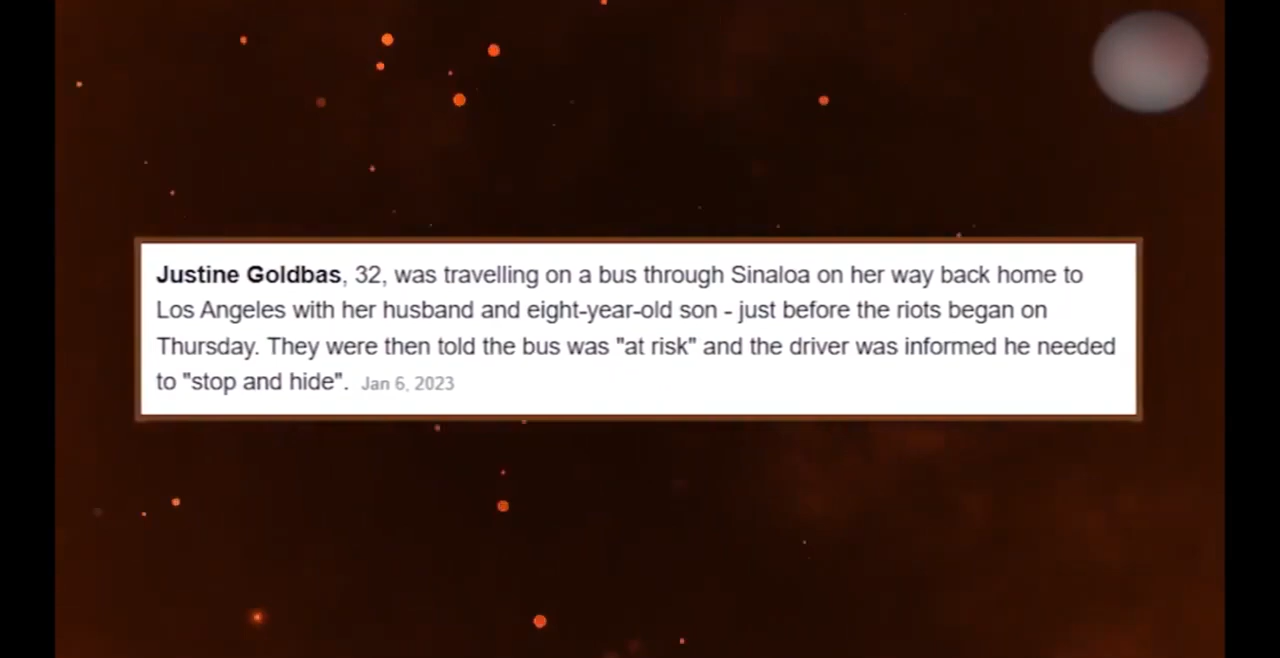 Justine Goldbas, 32, was travelling on a bus through Sinaloa on her way back home to
Los Angeles with her husband and eight-year-old son - just before the riots began on
Thursday. They were then told the bus was "at risk" and the driver was informed he needed
to "stop and hide". Jan 6, 2023